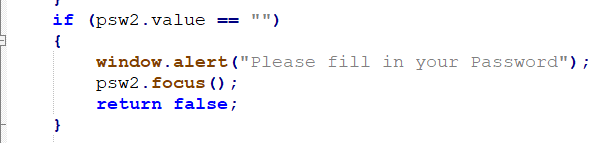 }
if (psw2.value == "")
{
window.alert("Please fill in your Password");
psw2.focus();
return false;
}